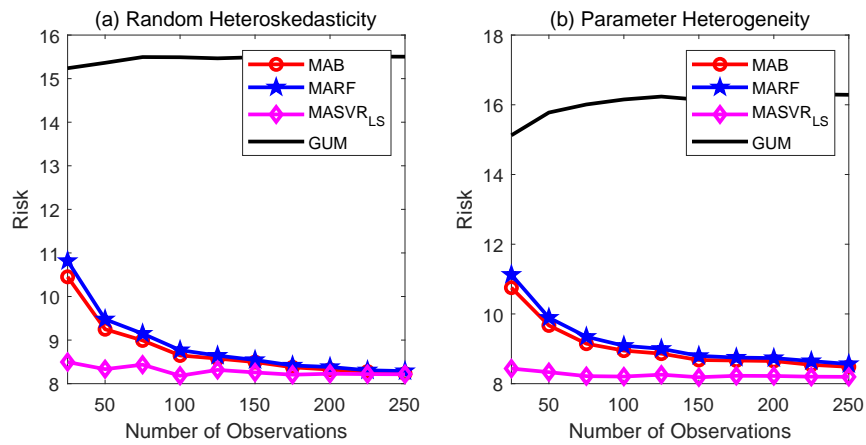 (a) Random Heteroskedasticity
16
15
14
13
12
11
10
9
8
Risk
50 100 150 200 250
Number of Observations
MAB
MARF
MASVR_LS
GUM
(b) Parameter Heterogeneity
18
16
14
12
10
8
Risk
50 100 150 200 250
Number of Observations
MAB
MARF
MASVR_LS
GUM